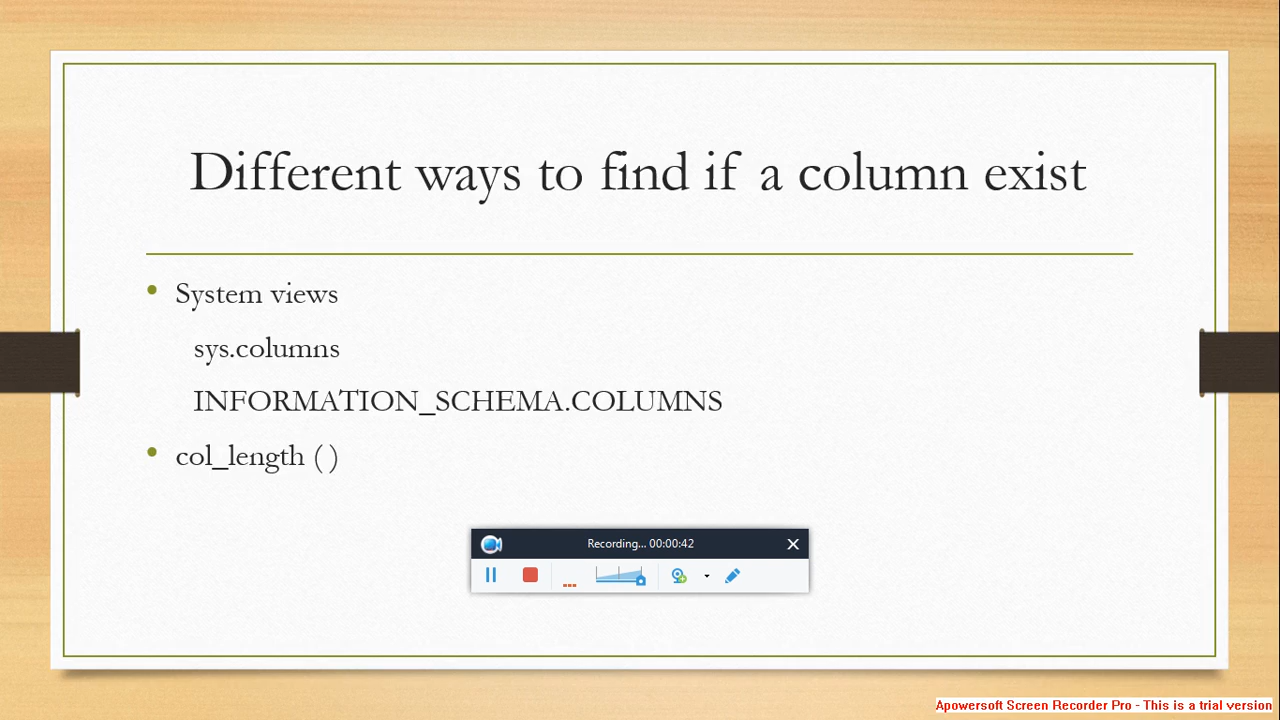 Different ways to find if a column exist
• System views
sys.columns
INFORMATION_SCHEMA.COLUMNS
• col_length ( )
Recording... 00:00:42
Apowersoft Screen Recorder Pro - This is a trial version